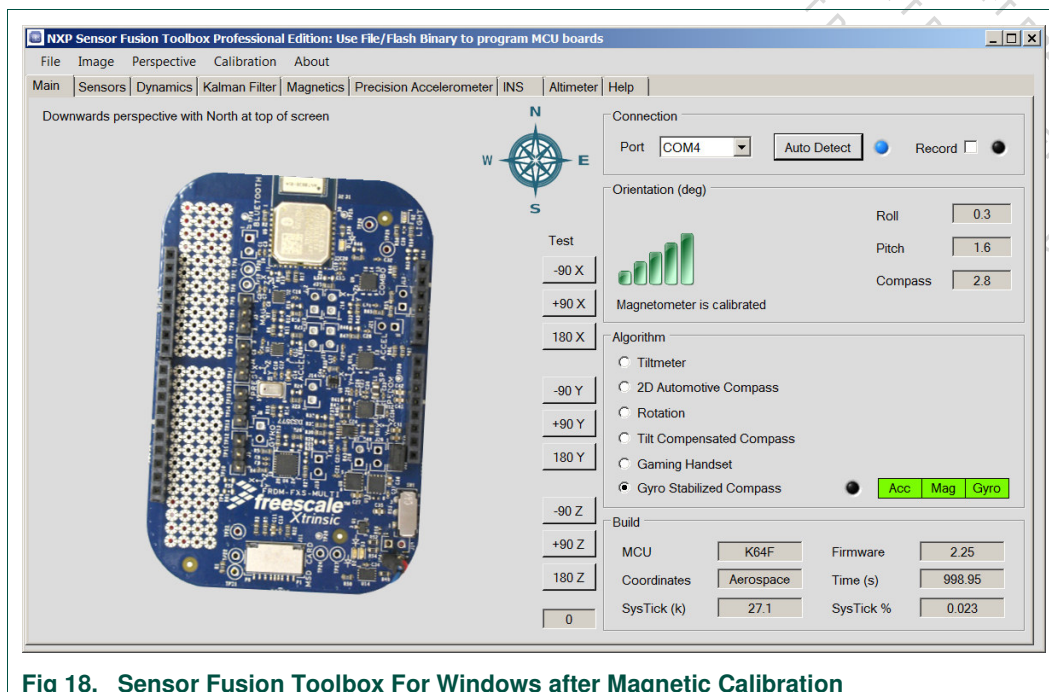 NXP Sensor Fusion Toolbox Professional Edition: Use File/Flash Binary to program MCU boards
File Image Perspective Calibration About
Main Sensors Dynamics Kalman Filter Magnetics Precision Accelerometer INS Altimeter Help
Downwards perspective with North at top of screen
N
W E
S
BLUETOOTH
LIGHT
COMBO
FRDM-FXS-MULTI
freescale™
Xtrinsic
MSD CARD
Test
-90 X
+90 X
180 X
-90 Y
+90 Y
180 Y
-90 Z
+90 Z
180 Z
0
Connection
Port COM4 Auto Detect Record
Orientation (deg)
Roll 0.3
Pitch 1.6
Compass 2.8
Magnetometer is calibrated
Algorithm
Tiltmeter
2D Automotive Compass
Rotation
Tilt Compensated Compass
Gaming Handset
Gyro Stabilized Compass Acc Mag Gyro
Build
MCU K64F Firmware 2.25
Coordinates Aerospace Time (s) 998.95
SysTick (k) 27.1 SysTick % 0.023
Fig 18. Sensor Fusion Toolbox For Windows after Magnetic Calibration